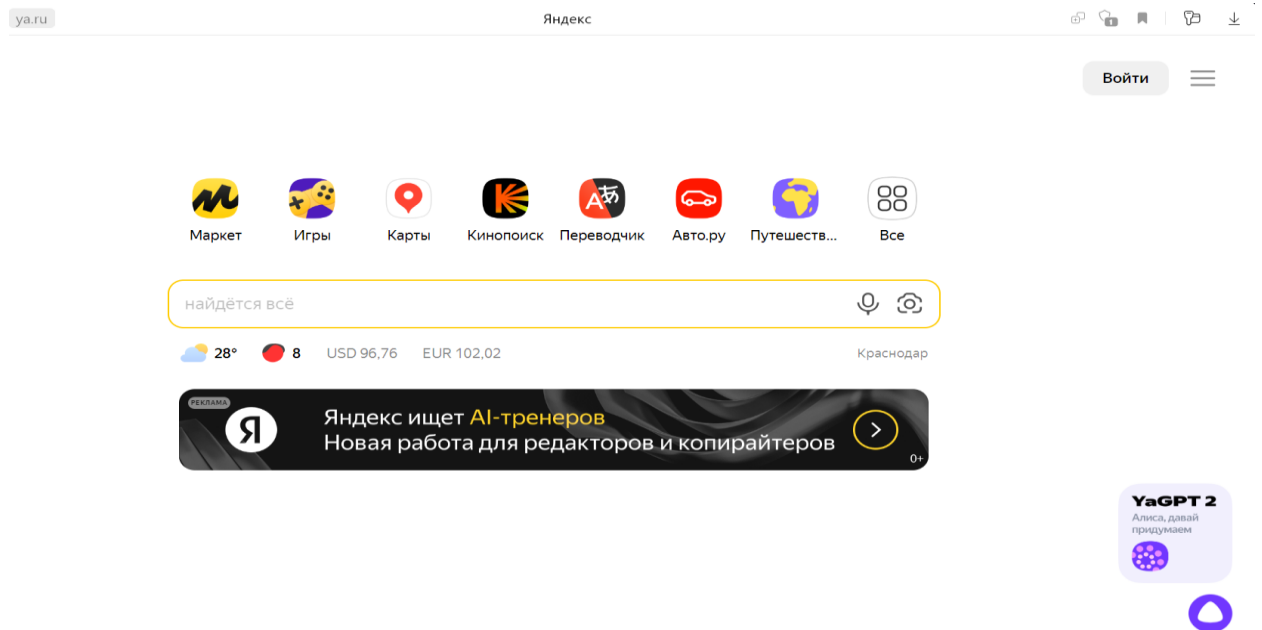 ya.ru
Яндекс
Войти
Маркет
Игры
Карты
Кинопоиск
Переводчик
Авто.ру
Путешеств...
Все
найдётся всё
28° 8 USD 96,76 EUR 102,02 Краснодар
РЕКЛАМА
Я
Яндекс ищет AI-тренеров
Новая работа для редакторов и копирайтеров
0+
YaGPT 2
Алиса, давай
придумаем